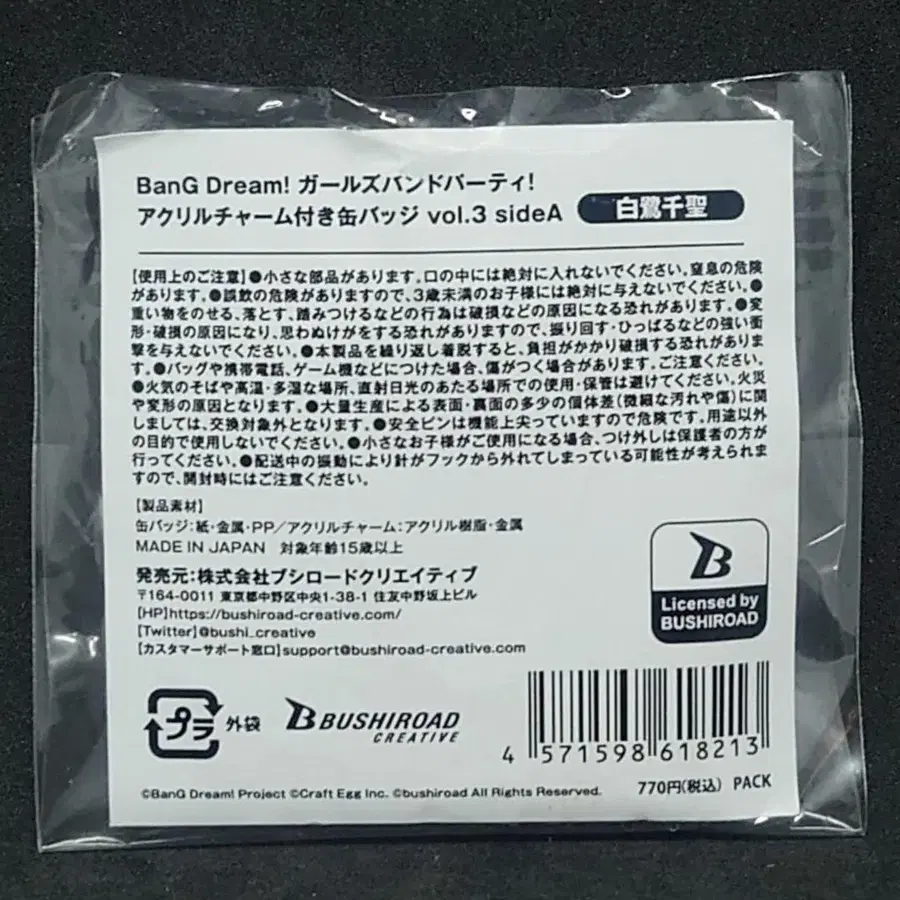 BanG Dream! ガールズバンドパーティ!
アクリルチャーム付き缶バッジ vol.3 sideA 白鷺千聖
【使用上のご注意】●小さな部品があります。口の中には絶対に入れないでください。窒息の危険
があります。●誤飲の危険がありますので、3歳未満のお子様には絶対に与えないでください。●
重い物をのせる、落とす、踏みつけるなどの行為は破損などの原因になる恐れがあります。●変
形・破損の原因になり、思わぬけがをする恐れがありますので、振り回す・ひっぱるなどの強い衝
撃を与えないでください。●本製品を繰り返し着脱すると、負担がかかり破損する恐れがあります。
●バッグや携帯電話、ゲーム機などにつけた場合、傷がつく場合があります。ご注意ください。
●火気のそばや高温・多湿な場所、直射日光のあたる場所での使用・保管は避けてください。火災
や変形の原因となります。●大量生産による表面・裏面の多少の個体差(微細な汚れや傷)に関
しましては、交換対象外となります。●安全ピンは機能上尖っていますので危険です。用途以外
の目的で使用しないでください。●小さなお子様がご使用になる場合、つけ外しは保護者の方が
行ってください。●配送中の振動により針がフックから外れてしまっている可能性が考えられま
すので、開封時にはご注意ください。
【製品素材】
缶バッジ:紙・金属・PP/アクリルチャーム:アクリル樹脂・金属
MADE IN JAPAN 対象年齢15歳以上
発売元:株式会社ブシロードクリエイティブ
〒164-0011 東京都中野区中央1-38-1 住友中野坂上ビル
[HP]https://bushiroad-creative.com/
[Twitter]@bushi_creative
【カスタマーサポート窓口】support@bushiroad-creative.com
Licensed by
BUSHIROAD
プラ 外袋
BUSHIROAD
CREATIVE
4 571598 618213
©BanG Dream! Project ©Craft Egg Inc. ©bushiroad All Rights Reserved.
770円(税込) PACK